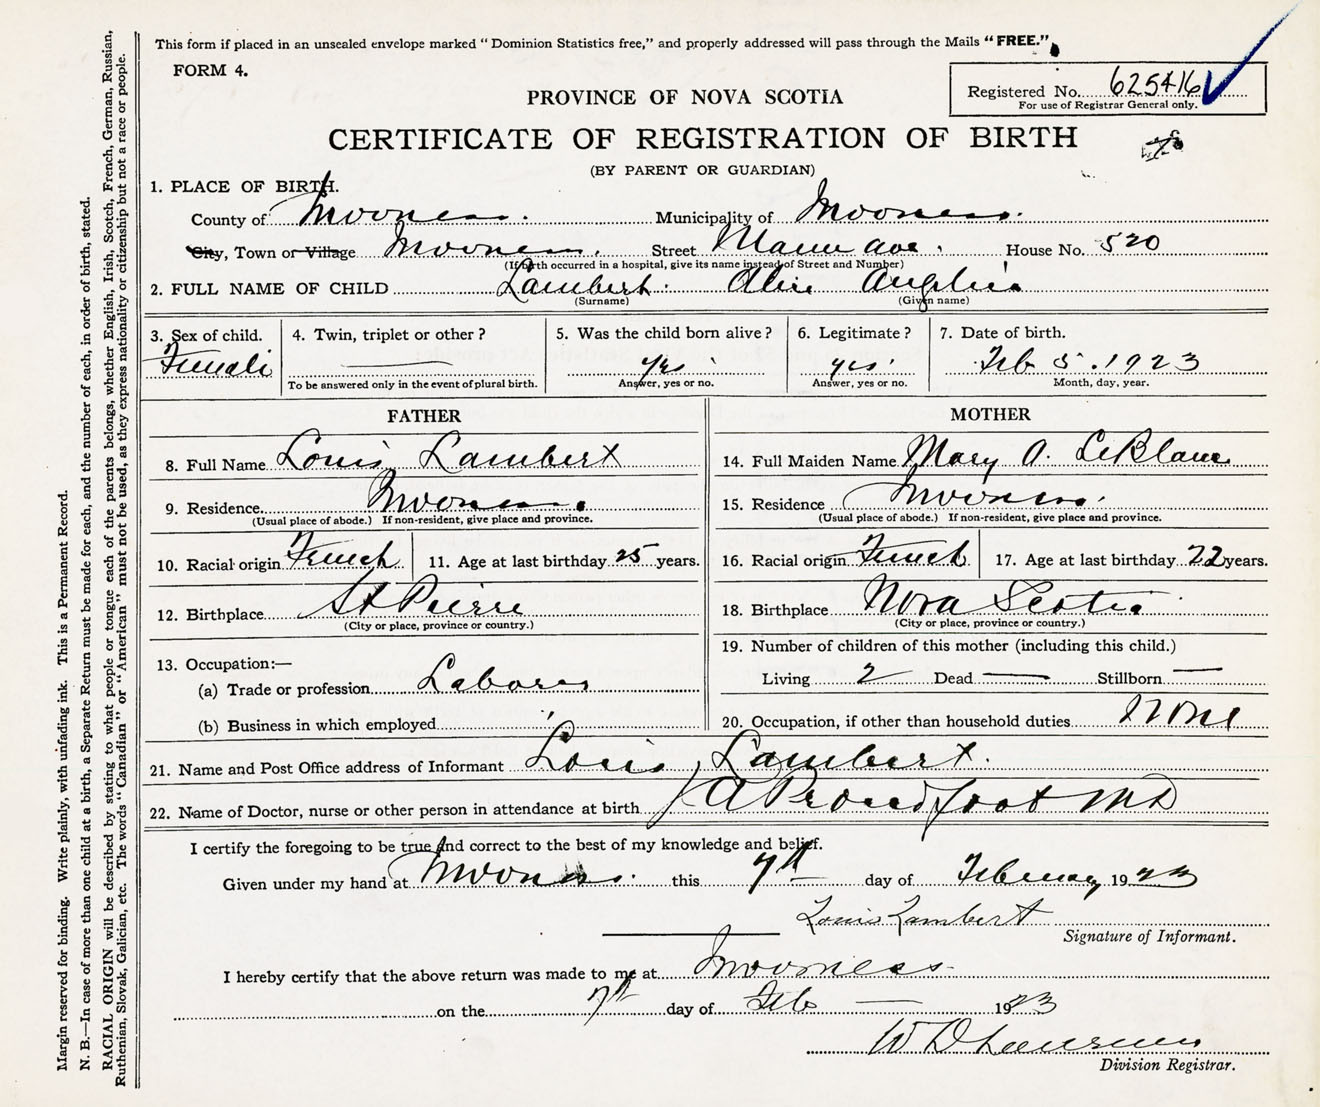 This form if placed in an unsealed envelope marked “Dominion Statistics free,” and properly addressed will pass through the Mails “FREE.”
FORM 4.
Registered No. 625416
For use of Registrar General only.
PROVINCE OF NOVA SCOTIA
CERTIFICATE OF REGISTRATION OF BIRTH
(BY PARENT OR GUARDIAN)
1. PLACE OF BIRTH.
County of Inverness. Municipality of Inverness.
City, Town or Village Inverness. Street Maine ave. House No. 520
(If birth occurred in a hospital, give its name instead of Street and Number)
2. FULL NAME OF CHILD Lambert Angelie
(Surname) (Given name)
3. Sex of child. 4. Twin, triplet or other? 5. Was the child born alive? 6. Legitimate? 7. Date of birth.
Female yes yes Feb 5. 1923
To be answered only in the event of plural birth. Answer, yes or no. Answer, yes or no. Month, day, year.
FATHER MOTHER
8. Full Name Louis Lambert 14. Full Maiden Name Mary A. LeBlanc
9. Residence. Inverness. 15. Residence Inverness.
(Usual place of abode.) If non-resident, give place and province. (Usual place of abode.) If non-resident, give place and province.
10. Racial origin French 11. Age at last birthday 25 years. 16. Racial origin French 17. Age at last birthday 22 years.
12. Birthplace St Pierre 18. Birthplace Nova Scotia
(City or place, province or country.) (City or place, province or country.)
13. Occupation:— 19. Number of children of this mother (including this child.)
(a) Trade or profession Laborer Living 2 Dead — Stillborn —
(b) Business in which employed 20. Occupation, if other than household duties None
21. Name and Post Office address of Informant Louis Lambert.
22. Name of Doctor, nurse or other person in attendance at birth J A Proudfoot MD
I certify the foregoing to be true and correct to the best of my knowledge and belief.
Given under my hand at Inverness. this 7th day of February 1923
Louis Lambert
Signature of Informant.
I hereby certify that the above return was made to me at Inverness
on the 7th day of Feb — 1923
W D
Division Registrar.
Margin reserved for binding. Write plainly, with unfading ink. This is a Permanent Record.
N. B.—In case of more than one child at a birth, a Separate Return must be made for each, and the number of each, in order of birth, stated.
RACIAL ORIGIN will be described by stating to what people or tongue each of the parents belongs, whether English, Irish, Scotch, French, German, Russian,
Ruthenian, Slovak, Galician, etc. The words “Canadian” or “American” must not be used, as they express nationality or citizenship but not a race or people.